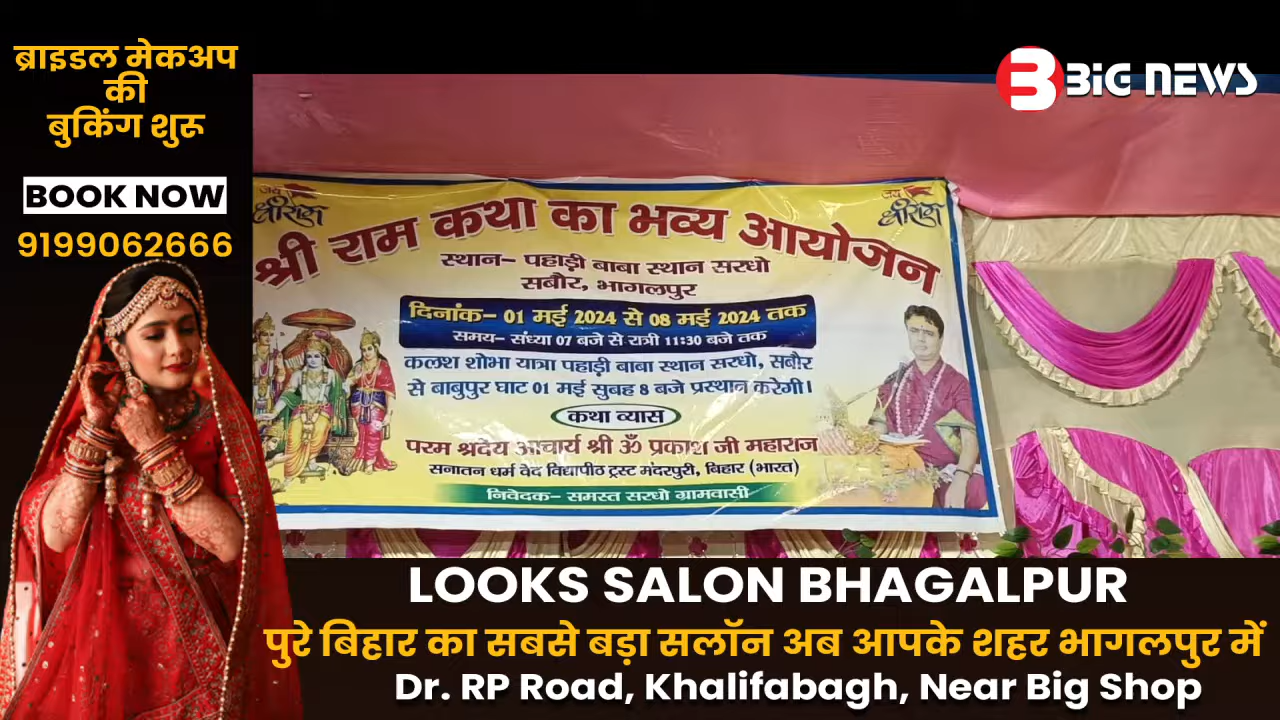 ब्राइडल मेकअप
की
बुकिंग शुरू
BOOK NOW
9199062666
BIG NEWS
जय
श्रीराम
जय
श्रीराम
श्री राम कथा का भव्य आयोजन
स्थान– पहाड़ी बाबा स्थान सरधो
सबौर, भागलपुर
दिनांक– 01 मई 2024 से 08 मई 2024 तक
समय– संध्या 07 बजे से रात्री 11:30 बजे तक
कलश शोभा यात्रा पहाड़ी बाबा स्थान सरधो, सबौर
से बाबुपुर घाट 01 मई सुबह 8 बजे प्रस्थान करेगी।
कथा व्यास
परम श्रदेय आचार्य श्री ॐ प्रकाश जी महाराज
सनातन धर्म वेद विद्यापीठ ट्रस्ट मंदरपुरी, बिहार (भारत)
निवेदक– समस्त सरधो ग्रामवासी
LOOKS SALON BHAGALPUR
पुरे बिहार का सबसे बड़ा सलॉन अब आपके शहर भागलपुर में
Dr. RP Road, Khalifabagh, Near Big Shop